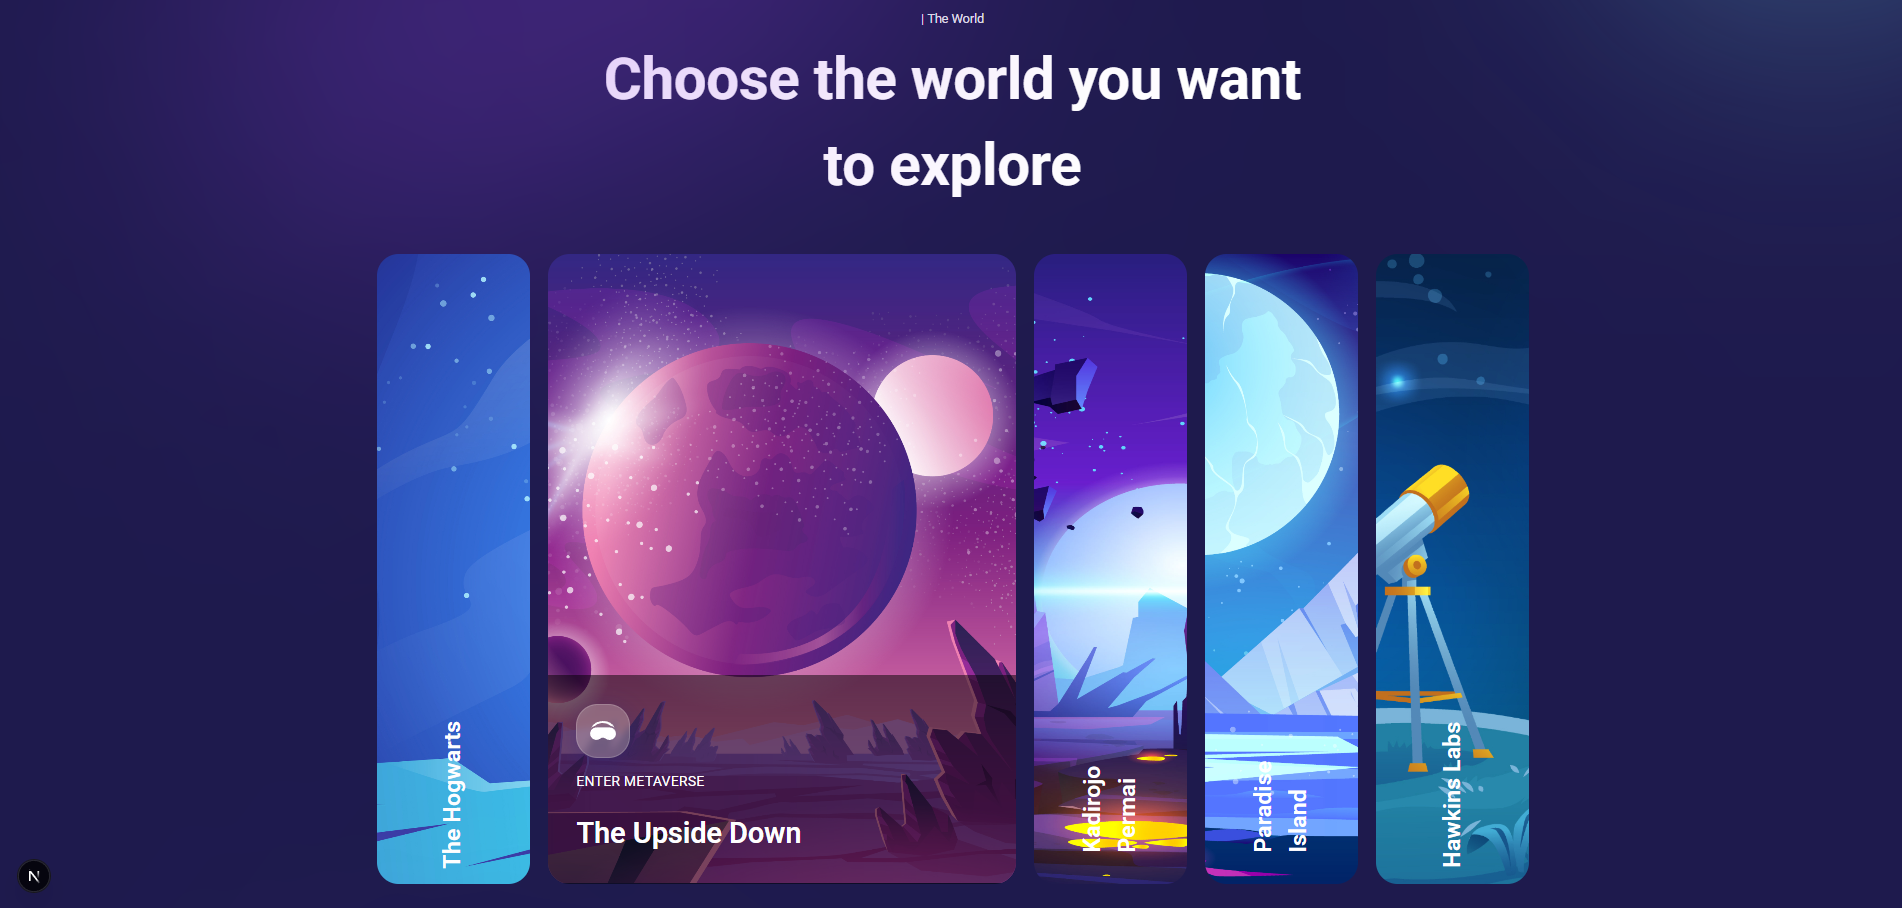 | The World
Choose the world you want
to explore
The Hogwarts
ENTER METAVERSE
The Upside Down
Kadirojo
Permai
Paradise
Island
Hawkins Labs
N